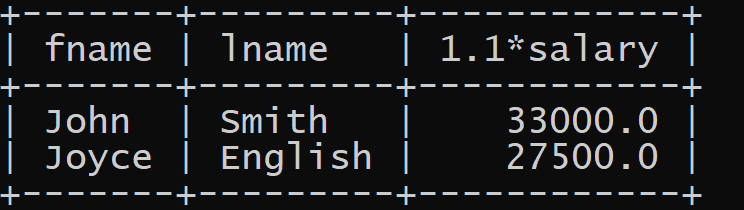 +-------+---------+------------+
| fname | lname   | 1.1*salary |
+-------+---------+------------+
| John  | Smith   |    33000.0 |
| Joyce | English |    27500.0 |
+-------+---------+------------+